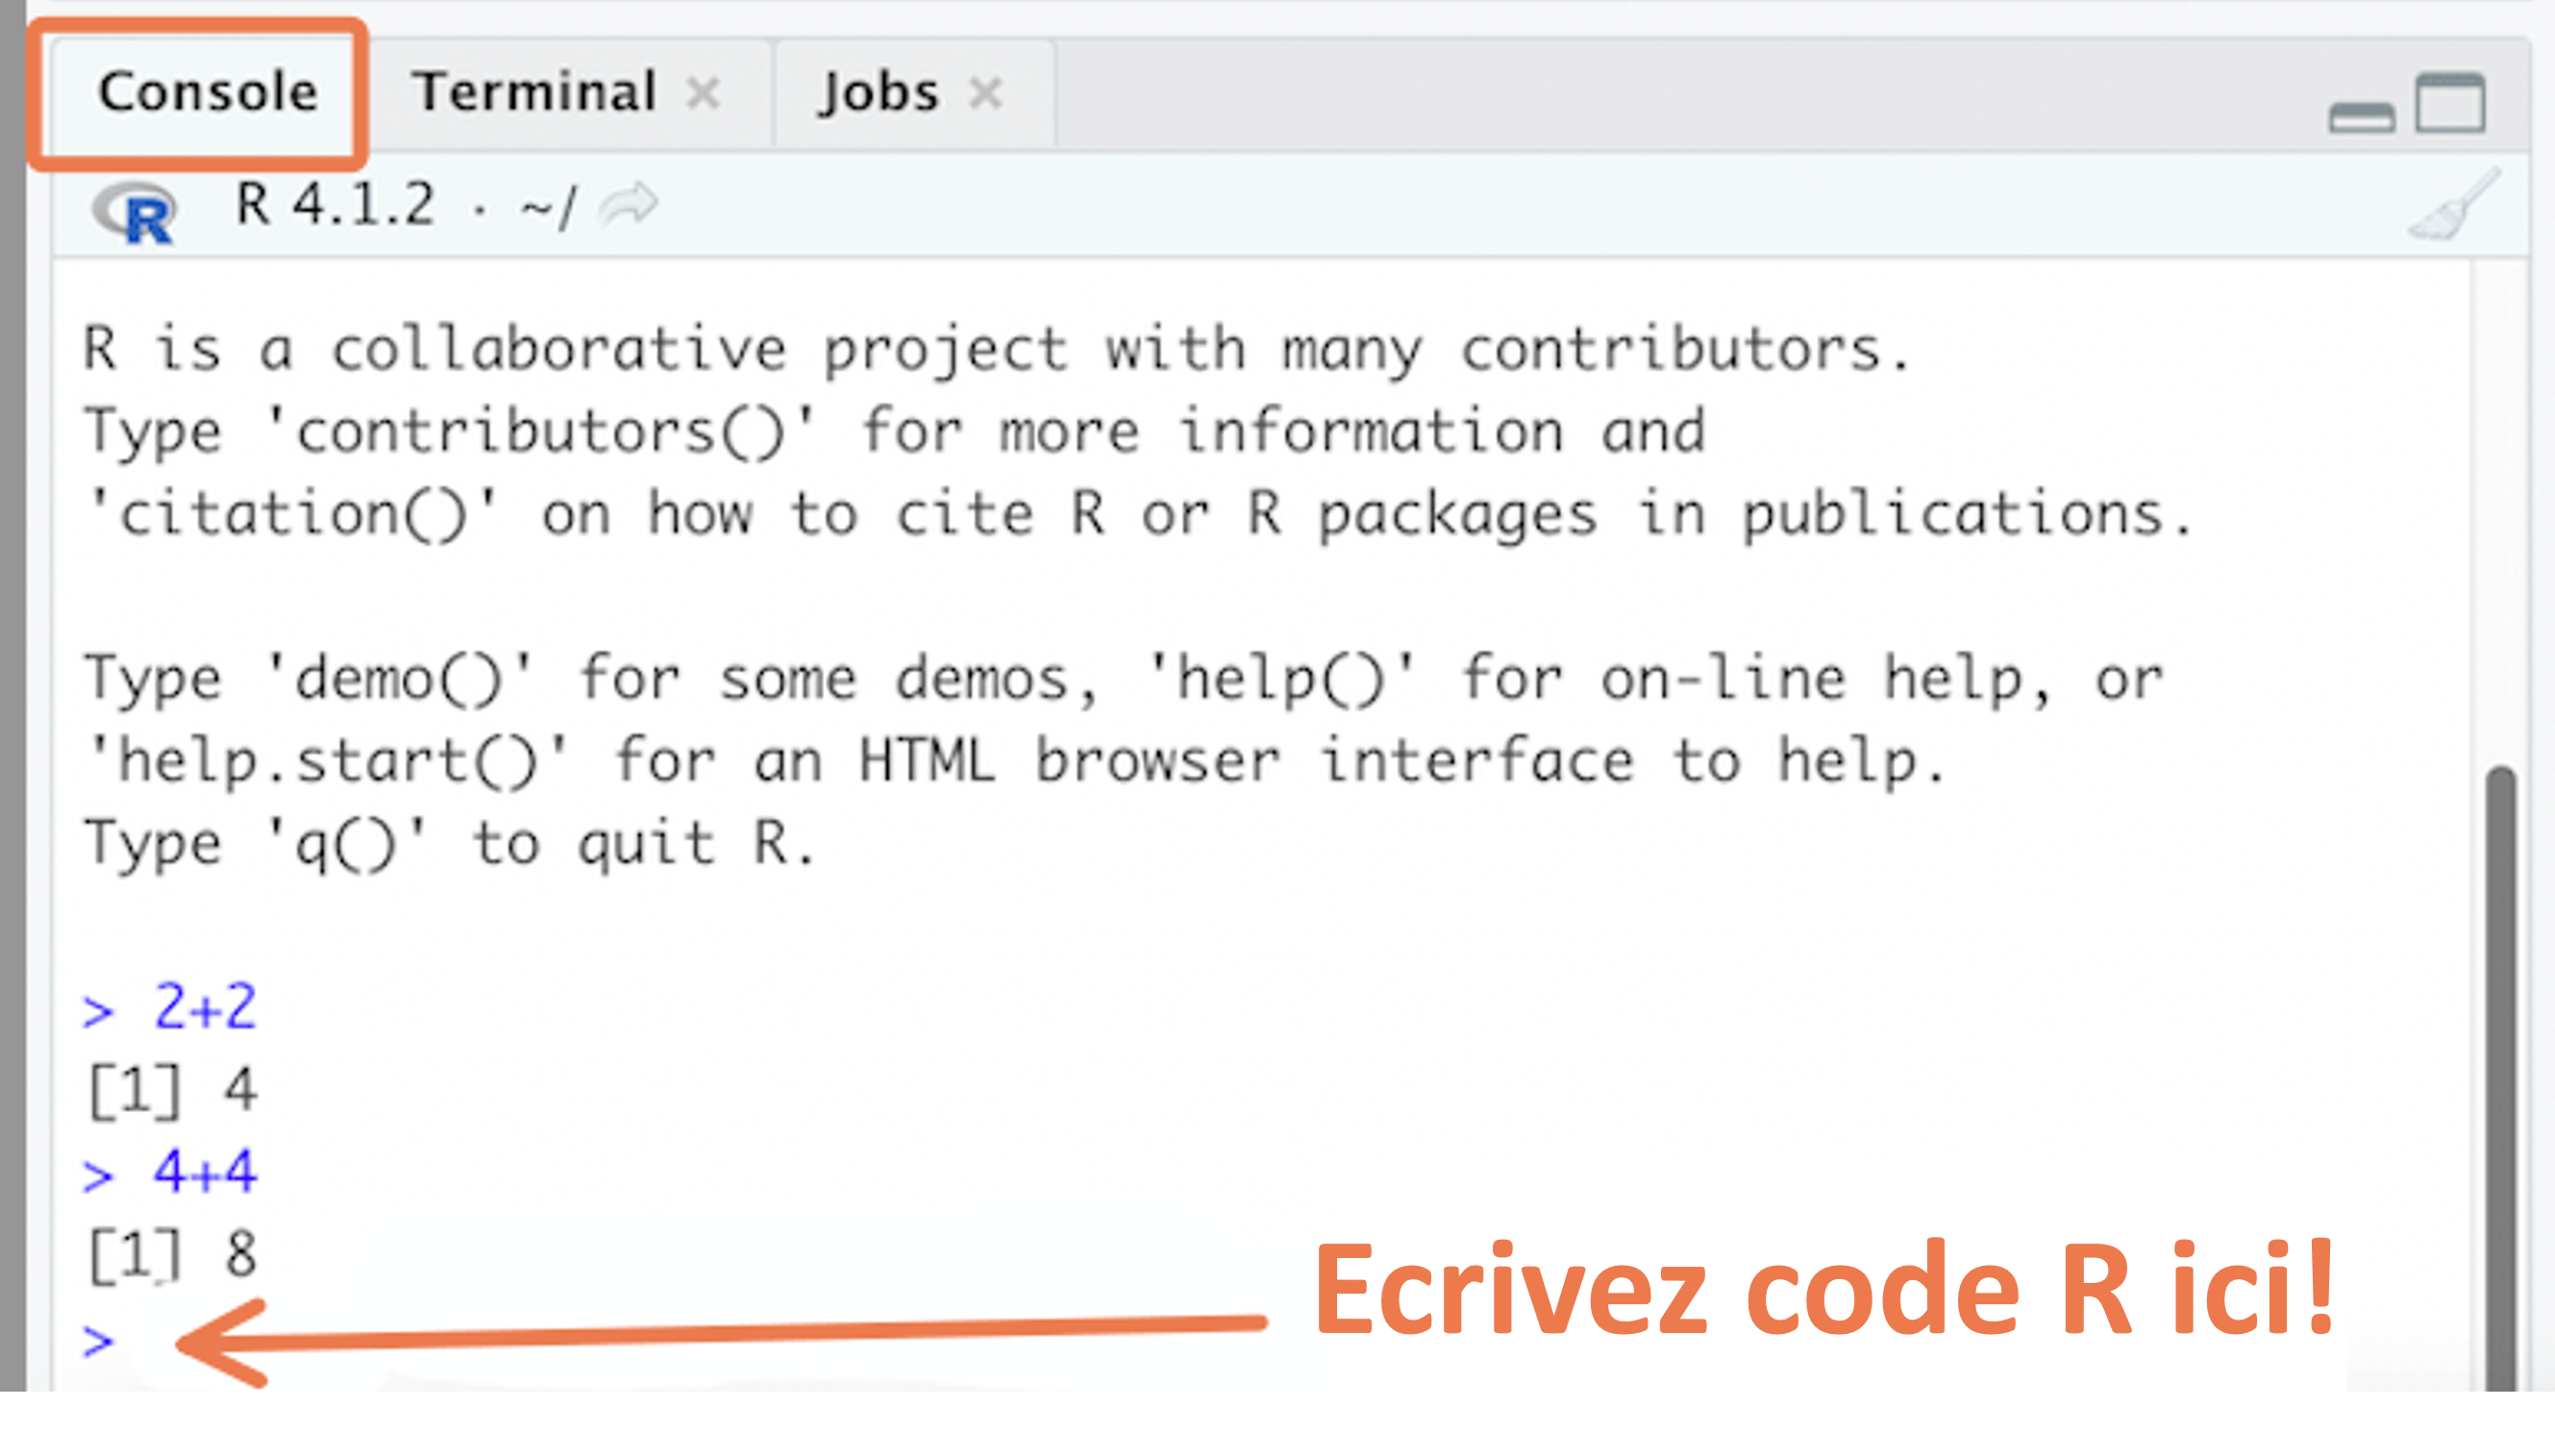 Console Terminal × Jobs ×
R R 4.1.2 · ~/
R is a collaborative project with many contributors.
Type 'contributors()' for more information and
'citation()' on how to cite R or R packages in publications.
Type 'demo()' for some demos, 'help()' for on-line help, or
'help.start()' for an HTML browser interface to help.
Type 'q()' to quit R.
> 2+2
[1] 4
> 4+4
[1] 8
>
Ecrivez code R ici!